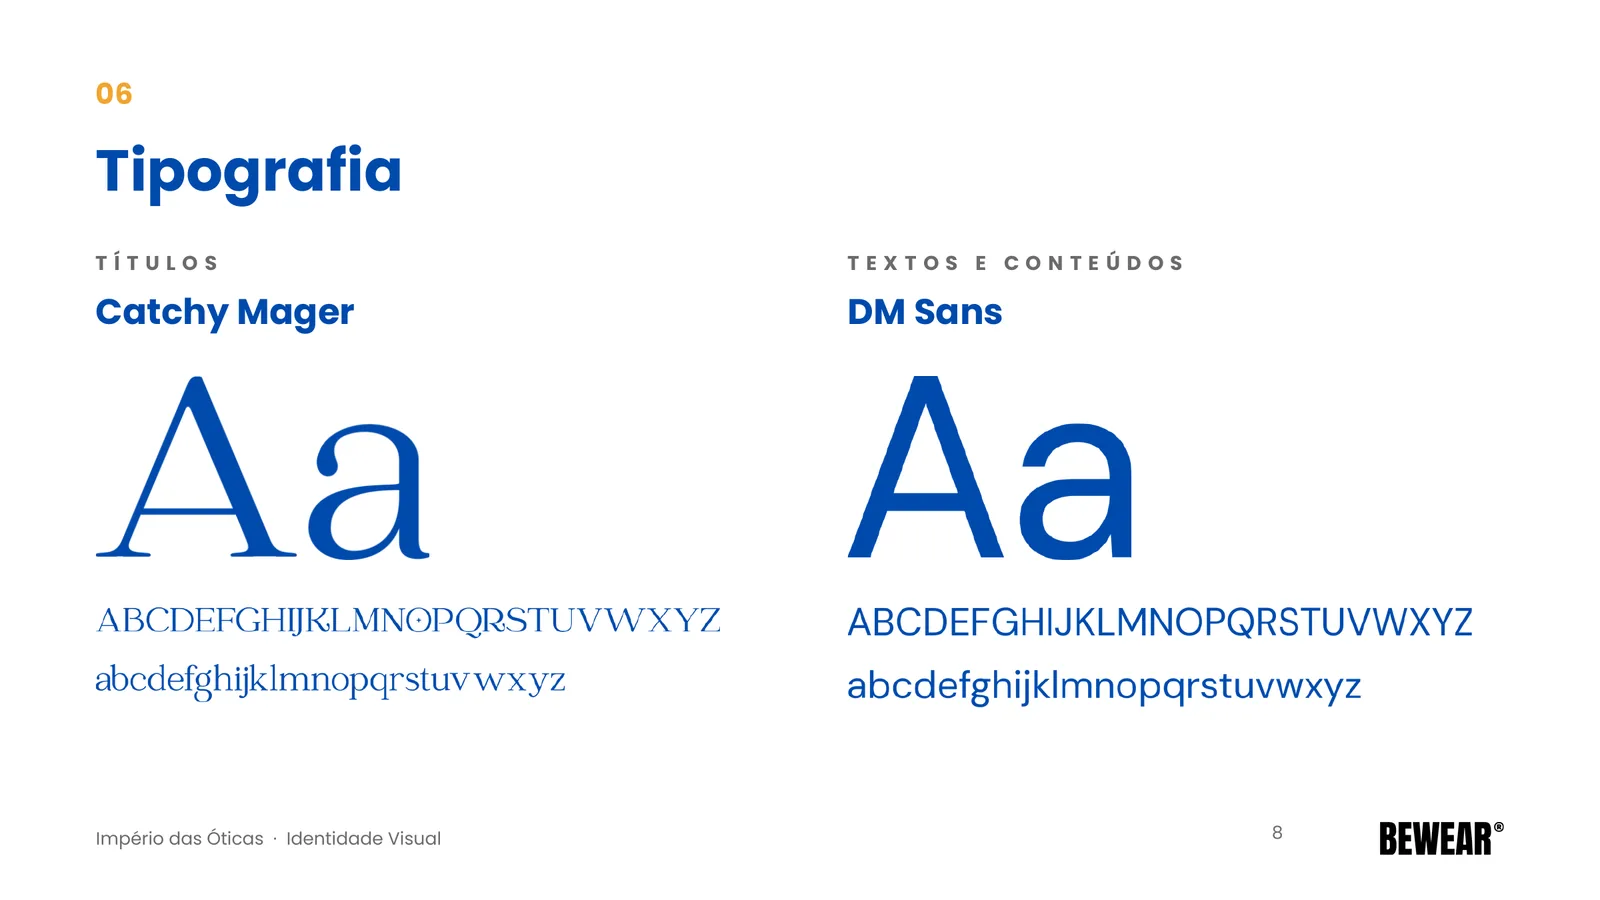 06
Tipografia
TÍTULOS
Catchy Mager
Aa
ABCDEFGHIJKLMNOPQRSTUVWXYZ
abcdefghijklmnopqrstuvwxyz
TEXTOS E CONTEÚDOS
DM Sans
Aa
ABCDEFGHIJKLMNOPQRSTUVWXYZ
abcdefghijklmnopqrstuvwxyz
Império das Óticas · Identidade Visual
8
BEWEAR®